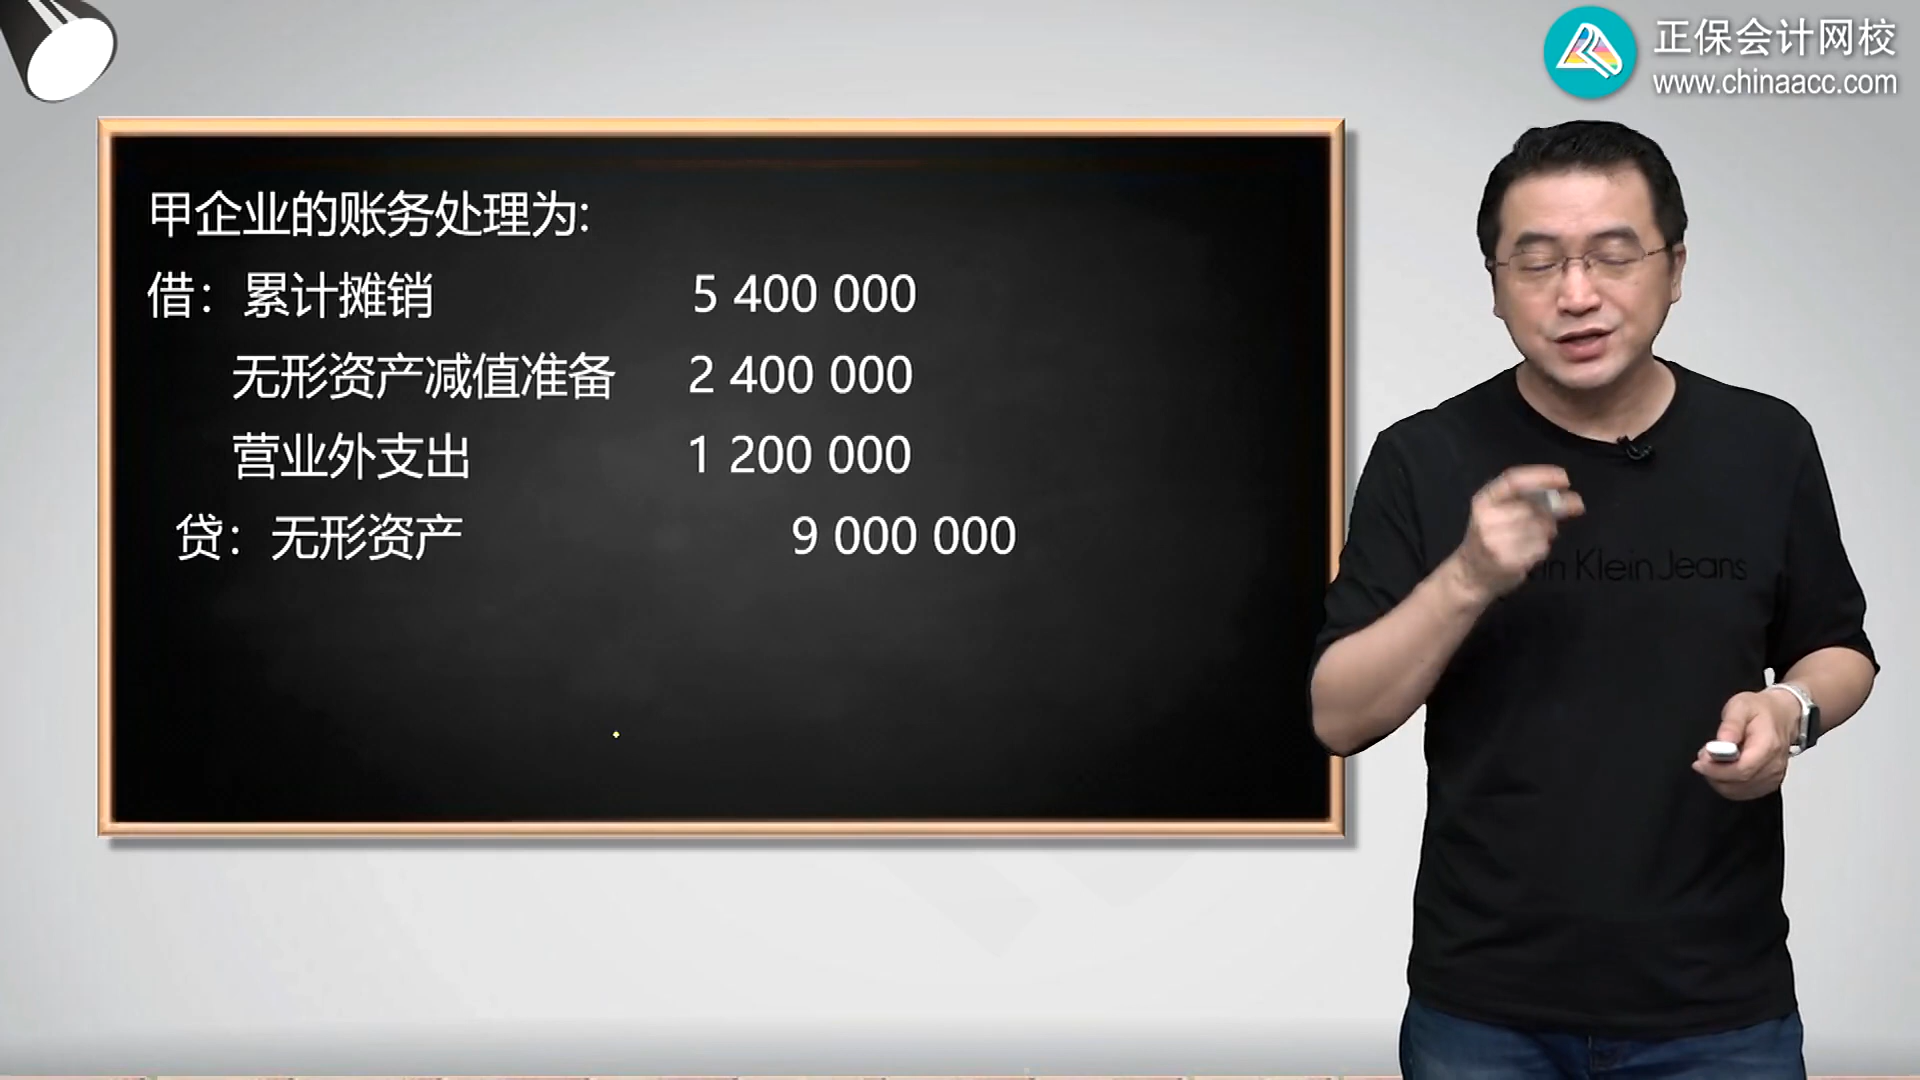 正保会计网校
www.chinaacc.com
甲企业的账务处理为:
借：累计摊销 5 400 000
无形资产减值准备 2 400 000
营业外支出 1 200 000
贷：无形资产 9 000 000
Klein Jeans